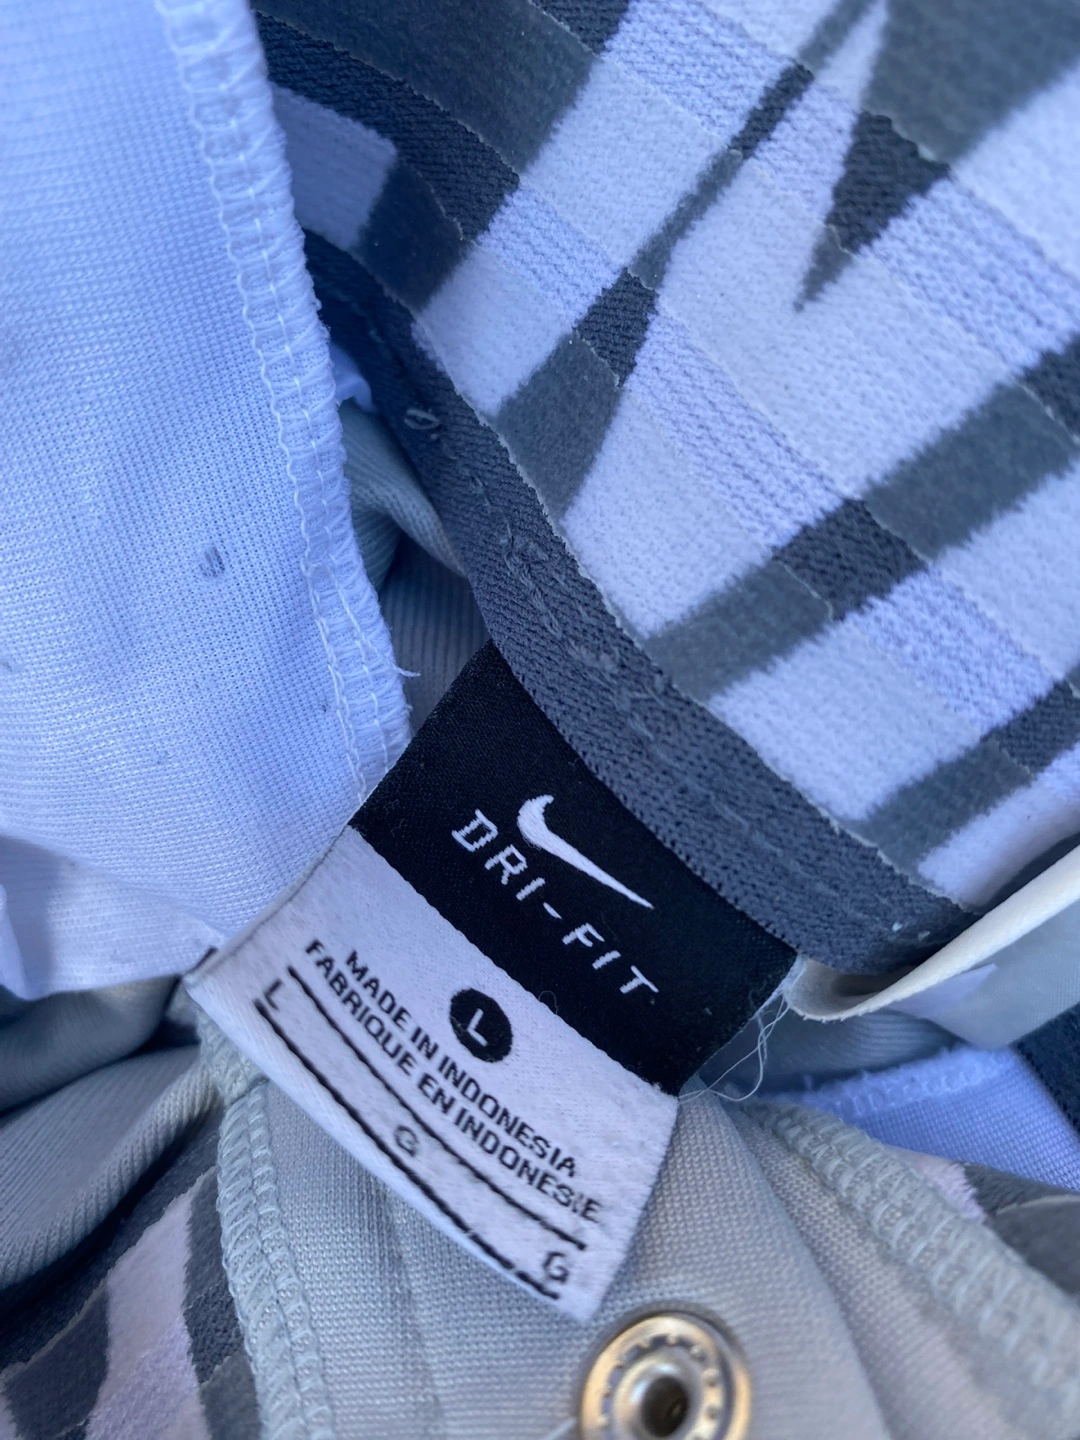 DRI-FIT
L
MADE IN INDONESIA
FABRIQUE EN INDONESIE
L G G